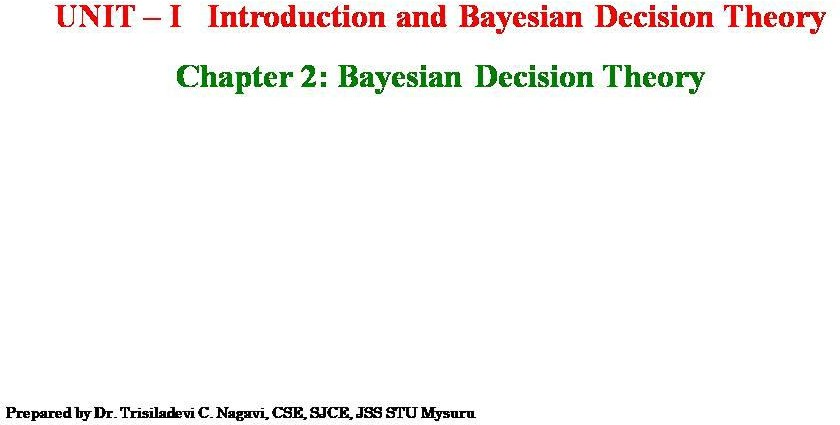 UNIT – I Introduction and Bayesian Decision Theory
Chapter 2: Bayesian Decision Theory
Prepared by Dr. Trisiladevi C. Nagavi, CSE, SJCE, JSS STU Mysuru